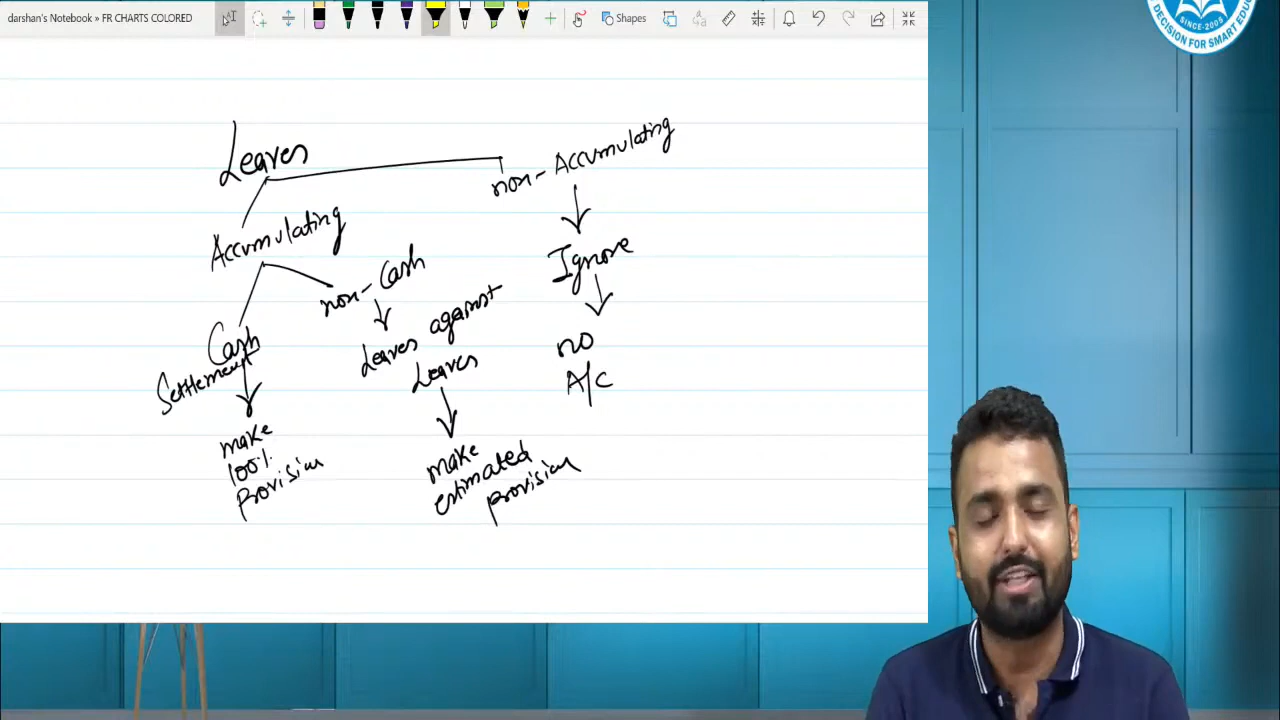 darshan's Notebook » FR CHARTS COLORED
Shapes
SINCE-2005
DECISION FOR SMART EDUC
Leaves
non-Accumulating
Accumulating
Ignore
non-Cash
Leaves against
Leaves
Cash
Settlement
no
A/C
make
100%
Provision
make
estimated
provision